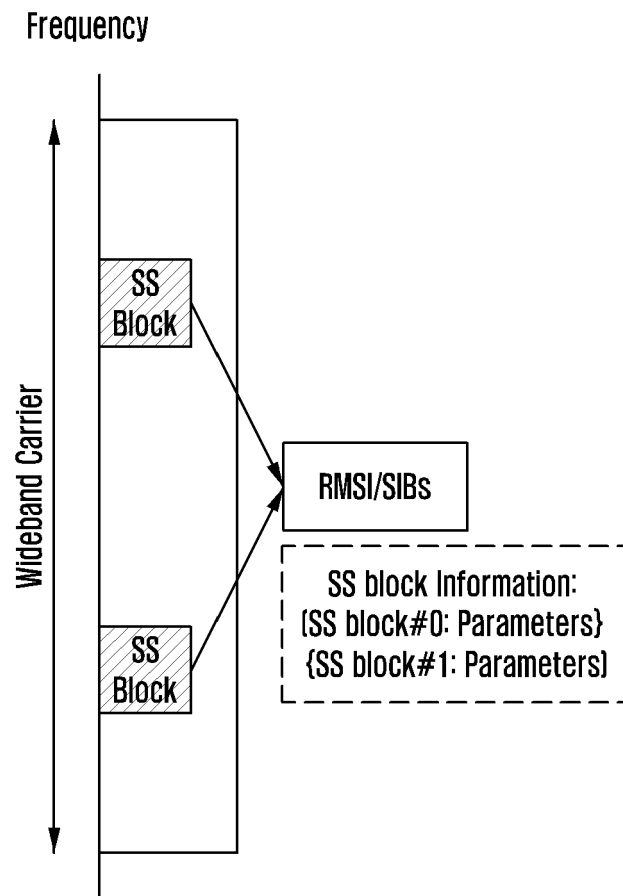 Frequency
SS
Block
Wideband Carrier
RMSI/SIBs
SS block Information:
[SS block#0: Parameters}
{SS block#1: Parameters]
SS
Block